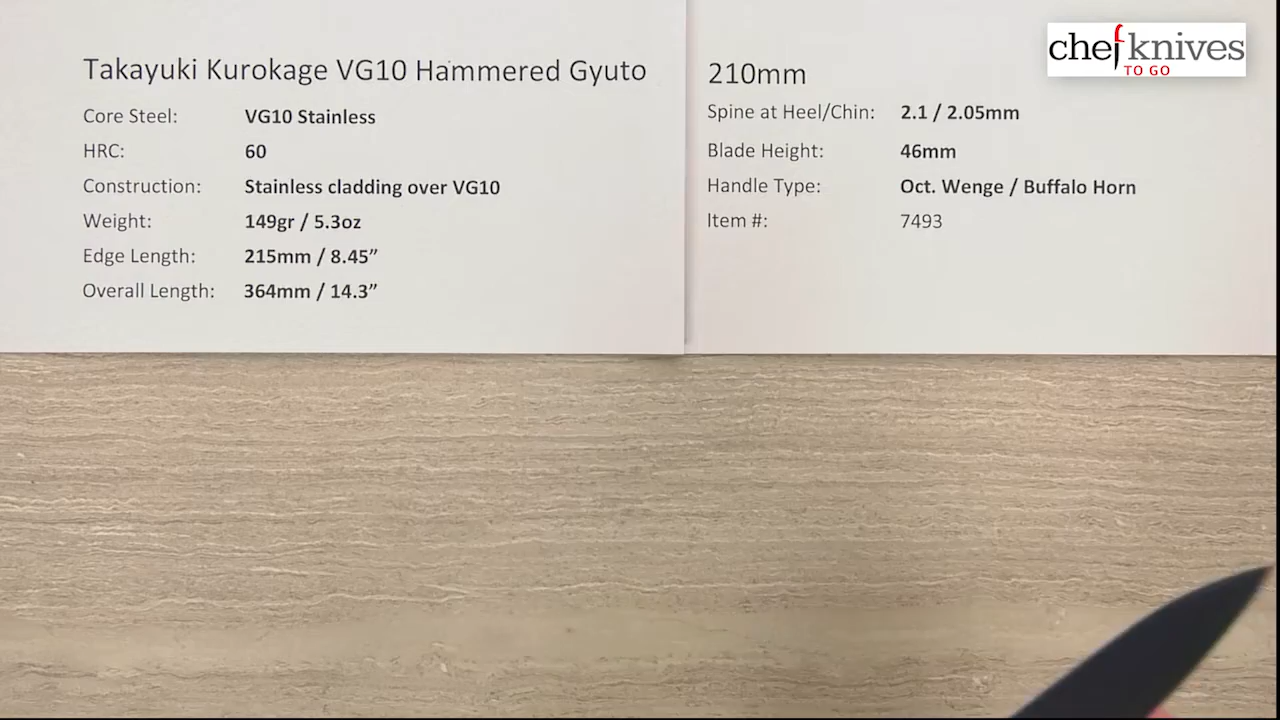 Takayuki Kurokage VG10 Hammered Gyuto
Core Steel: VG10 Stainless
HRC: 60
Construction: Stainless cladding over VG10
Weight: 149gr / 5.3oz
Edge Length: 215mm / 8.45”
Overall Length: 364mm / 14.3”
210mm
Spine at Heel/Chin: 2.1 / 2.05mm
Blade Height: 46mm
Handle Type: Oct. Wenge / Buffalo Horn
Item #: 7493
chef knives
TO GO